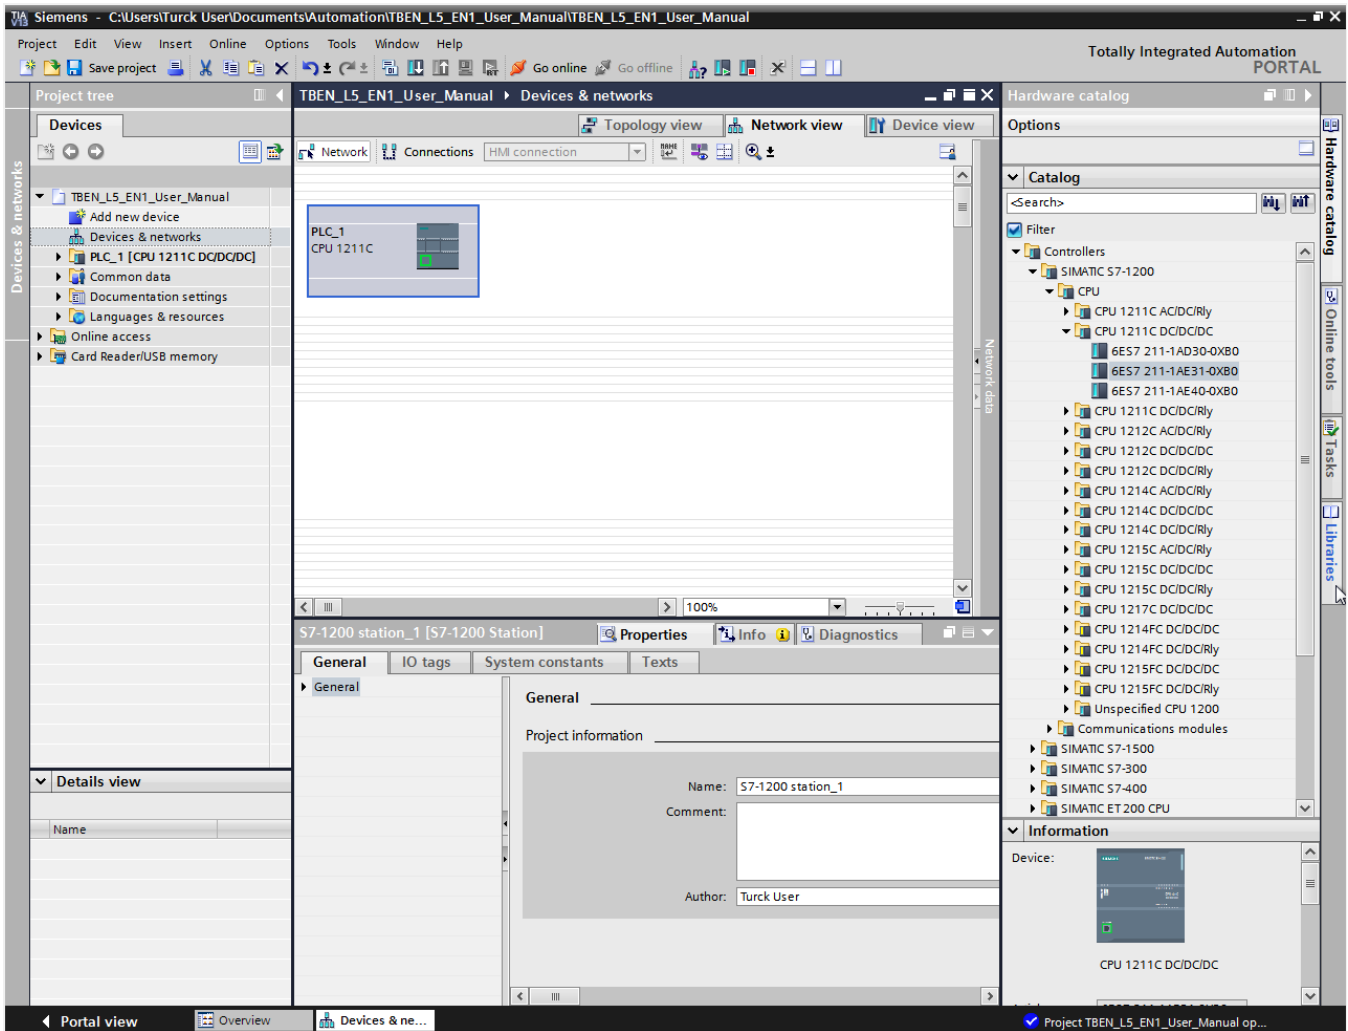 Siemens - C:\Users\Turck User\Documents\Automation\TBEN_L5_EN1_User_Manual\TBEN_L5_EN1_User_Manual
Project Edit View Insert Online Options Tools Window Help
Totally Integrated Automation
PORTAL
Save project Go online Go offline
Project tree
TBEN_L5_EN1_User_Manual Devices & networks
Hardware catalog
Devices
Topology view Network view Device view
Options
Network Connections HMI connection
Devices & networks
TBEN_L5_EN1_User_Manual
Add new device
Devices & networks
PLC_1 [CPU 1211C DC/DC/DC]
Common data
Documentation settings
Languages & resources
Online access
Card Reader/USB memory
PLC_1
CPU 1211C
Network data
100%
Catalog
<Search>
Filter
Controllers
SIMATIC S7-1200
CPU
CPU 1211C AC/DC/Rly
CPU 1211C DC/DC/DC
6ES7 211-1AD30-0XB0
6ES7 211-1AE31-0XB0
6ES7 211-1AE40-0XB0
CPU 1211C DC/DC/Rly
CPU 1212C AC/DC/Rly
CPU 1212C DC/DC/DC
CPU 1212C DC/DC/Rly
CPU 1214C AC/DC/Rly
CPU 1214C DC/DC/DC
CPU 1214C DC/DC/Rly
CPU 1215C AC/DC/Rly
CPU 1215C DC/DC/DC
CPU 1215C DC/DC/Rly
CPU 1217C DC/DC/DC
CPU 1214FC DC/DC/DC
CPU 1214FC DC/DC/Rly
CPU 1215FC DC/DC/DC
CPU 1215FC DC/DC/Rly
Unspecified CPU 1200
Communications modules
SIMATIC S7-1500
SIMATIC S7-300
SIMATIC S7-400
SIMATIC ET 200 CPU
Hardware catalog
Online tools
Tasks
Libraries
S7-1200 station_1 [S7-1200 Station]
Properties Info Diagnostics
General IO tags System constants Texts
General
General
Project information
Name: S7-1200 station_1
Comment:
Author: Turck User
Details view
Name
Information
Device:
CPU 1211C DC/DC/DC
Portal view Overview Devices & ne...
Project TBEN_L5_EN1_User_Manual op...